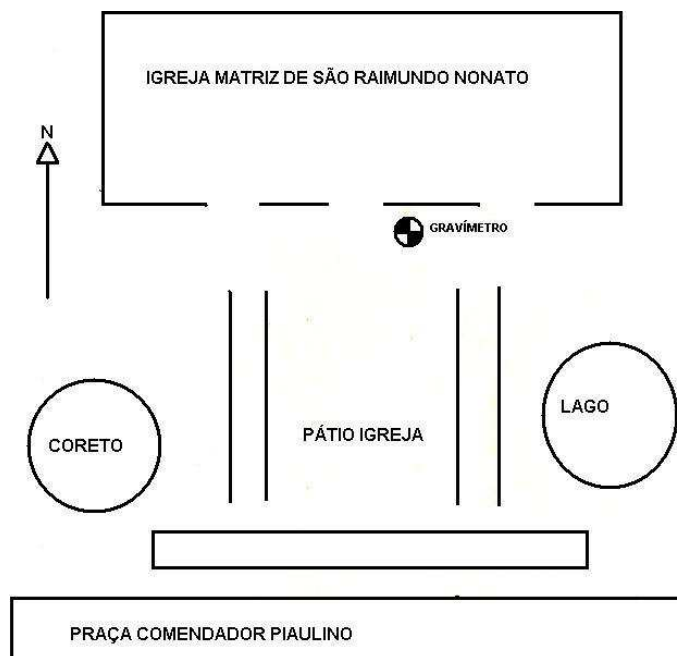 IGREJA MATRIZ DE SÃO RAIMUNDO NONATO
N
GRAVÍMETRO
LAGO
PÁTIO IGREJA
CORETO
PRAÇA COMENDADOR PIAULINO